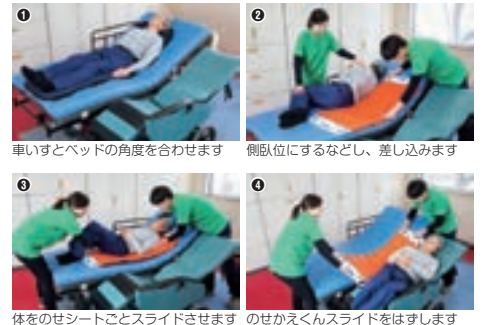 ❶
❷
車いすとベッドの角度を合わせます
側臥位にするなどし、差し込みます
❸
❹
体をのせシートごとスライドさせます
のせかえくんスライドをはずします